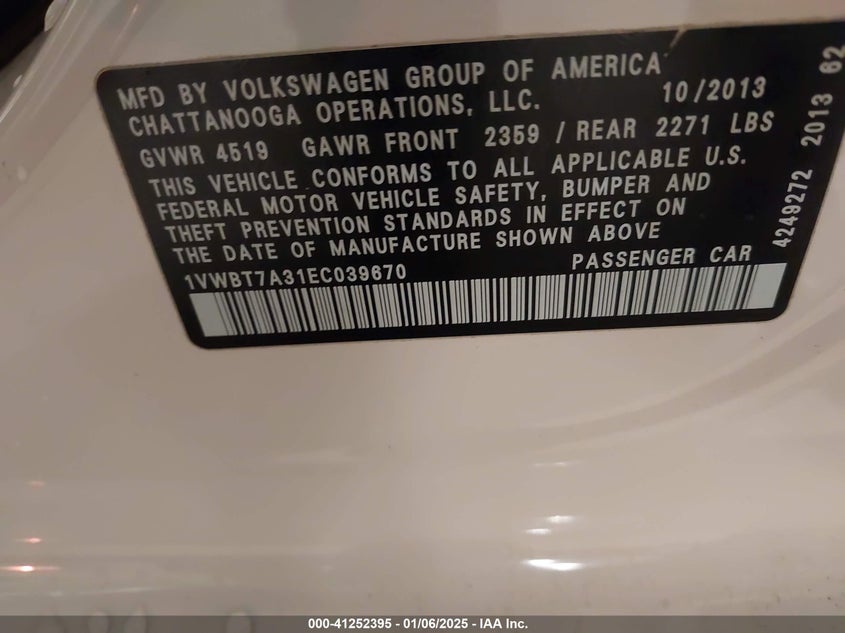 MFD BY VOLKSWAGEN GROUP OF AMERICA
CHATTANOOGA OPERATIONS, LLC. 10/2013
GVWR 4519 GAWR FRONT 2359 / REAR 2271 LBS
THIS VEHICLE CONFORMS TO ALL APPLICABLE U.S.
FEDERAL MOTOR VEHICLE SAFETY, BUMPER AND
THEFT PREVENTION STANDARDS IN EFFECT ON
THE DATE OF MANUFACTURE SHOWN ABOVE
1VWBT7A31EC039670 PASSENGER CAR
4249272 2013 62
000-41252395 - 01/06/2025 - IAA Inc.